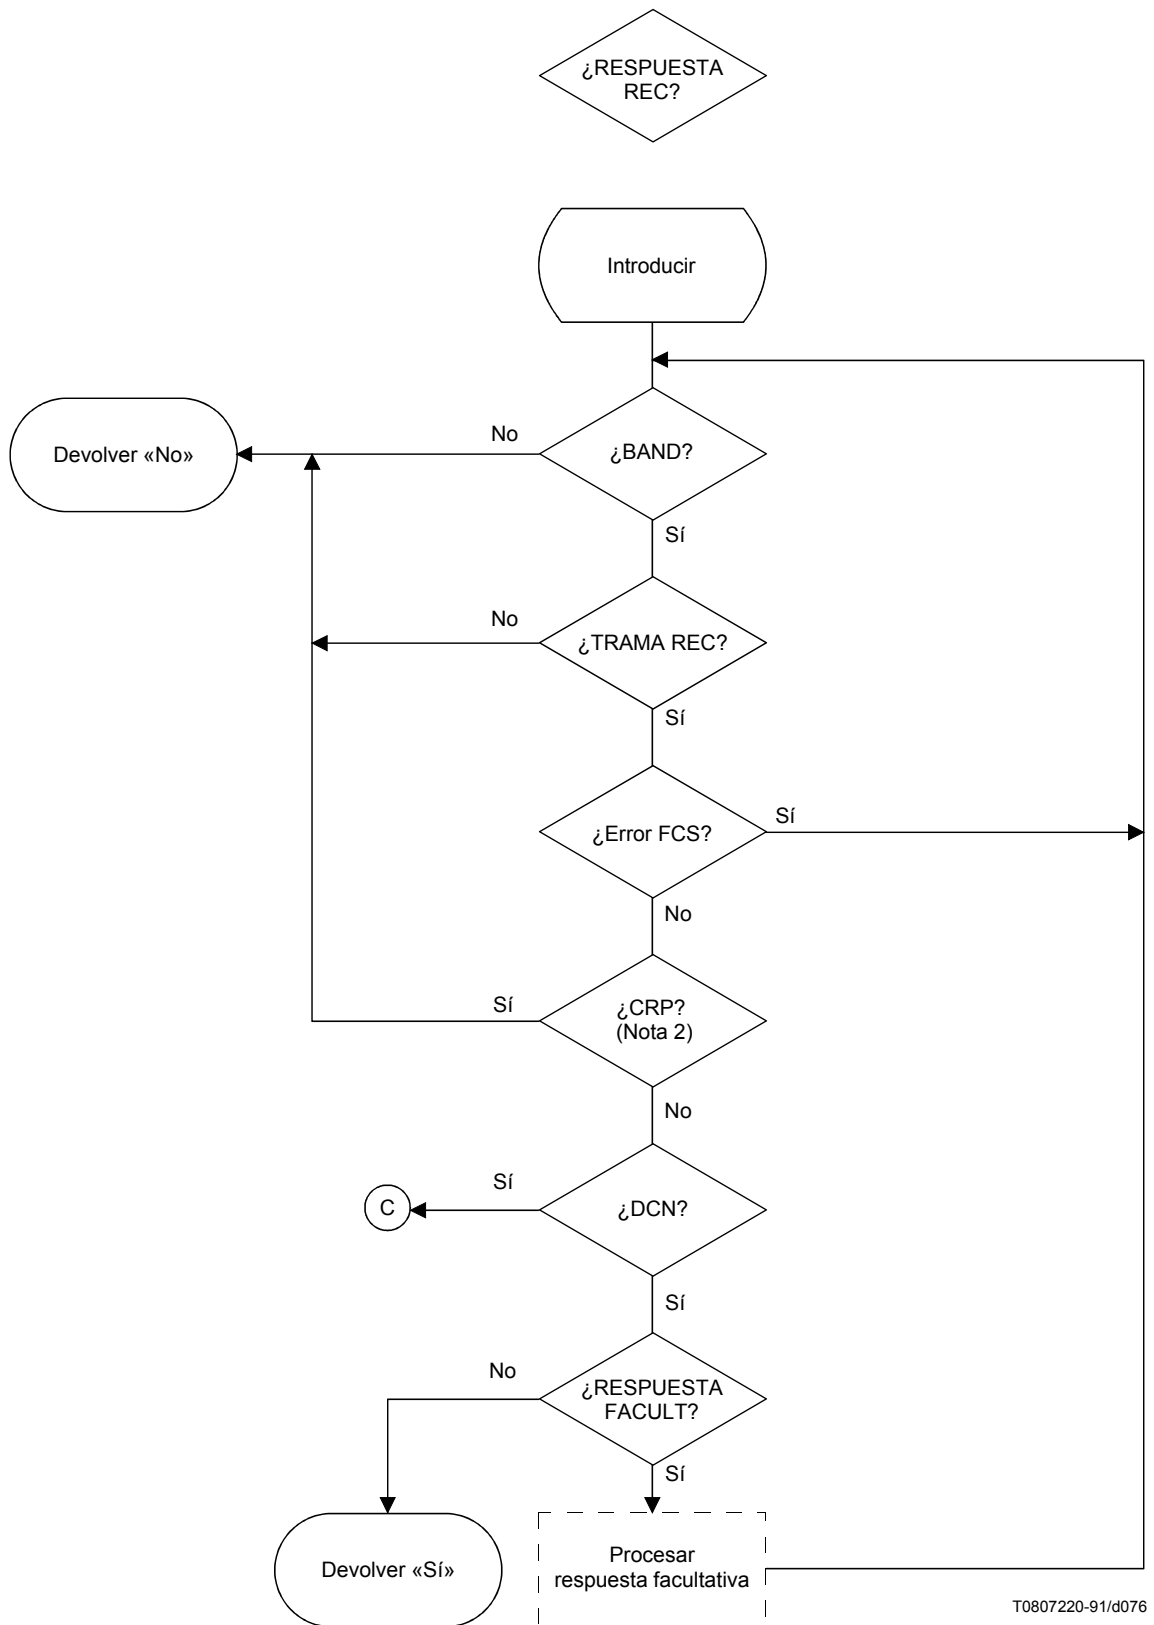 ¿RESPUESTA
REC?
Introducir
¿BAND?
No
Devolver «No»
Sí
¿TRAMA REC?
No
Sí
¿Error FCS?
Sí
No
¿CRP?
(Nota 2)
Sí
No
¿DCN?
Sí
C
Sí
¿RESPUESTA
FACULT?
No
Sí
Devolver «Sí»
Procesar
respuesta facultativa
T0807220-91/d076